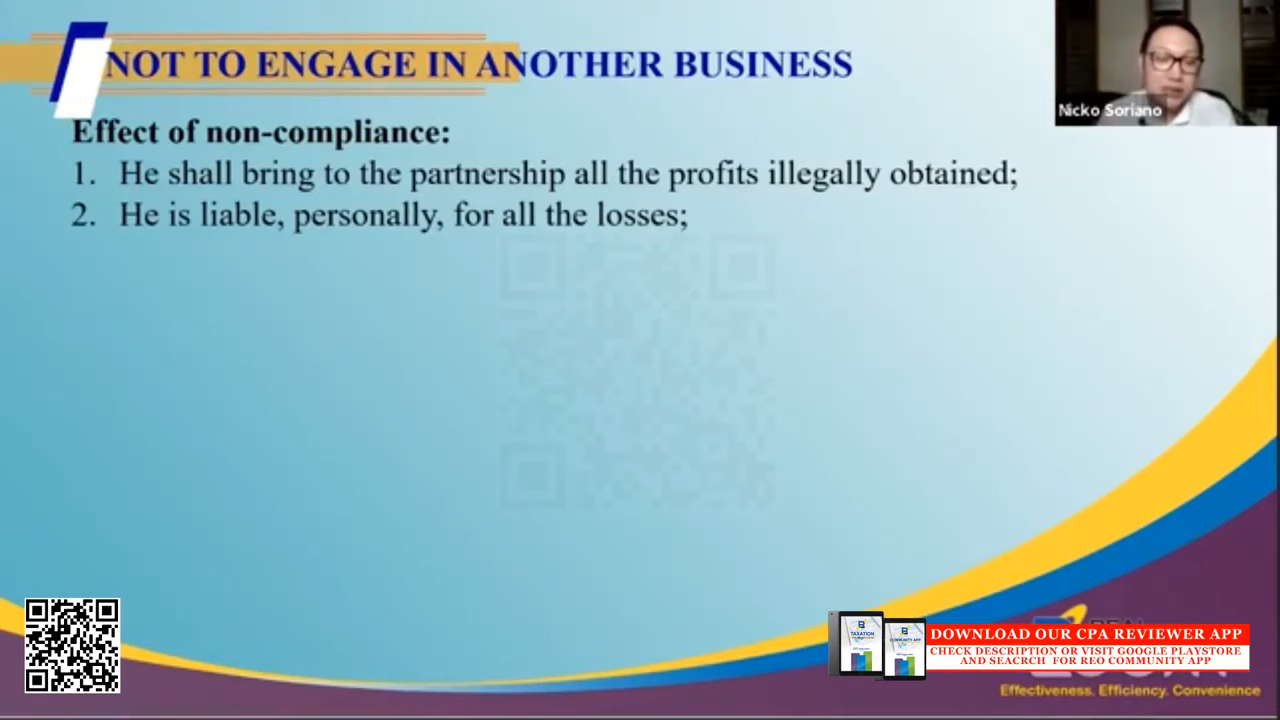 NOT TO ENGAGE IN ANOTHER BUSINESS
Nicko Soriano
Effect of non-compliance:
1. He shall bring to the partnership all the profits illegally obtained;
2. He is liable, personally, for all the losses;
TAXATION
COMMUNITY APP
DOWNLOAD OUR CPA REVIEWER APP
CHECK DESCRIPTION OR VISIT GOOGLE PLAYSTORE
AND SEACRCH FOR REO COMMUNITY APP
Effectiveness. Efficiency. Convenience